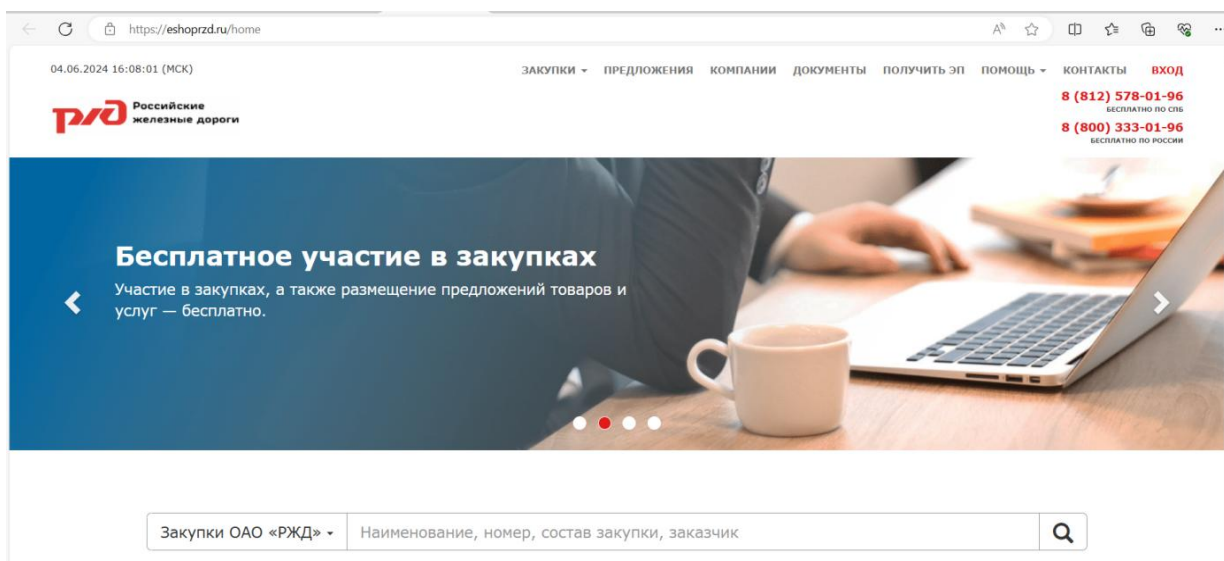 https://eshoprzd.ru/home
04.06.2024 16:08:01 (МСК)
ЗАКУПКИ ПРЕДЛОЖЕНИЯ КОМПАНИИ ДОКУМЕНТЫ ПОЛУЧИТЬ ЭП ПОМОЩЬ КОНТАКТЫ ВХОД
8 (812) 578-01-96
БЕСПЛАТНО ПО СПБ
8 (800) 333-01-96
БЕСПЛАТНО ПО РОССИИ
ржд Российские
железные дороги
Бесплатное участие в закупках
Участие в закупках, а также размещение предложений товаров и
услуг — бесплатно.
Закупки ОАО «РЖД» Наименование, номер, состав закупки, заказчик